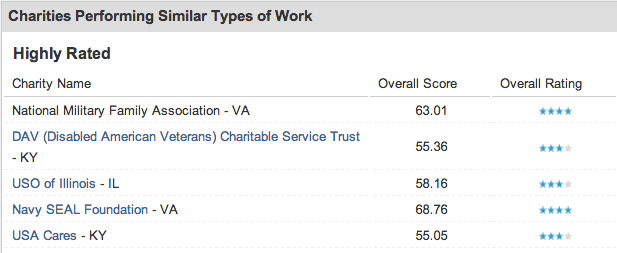 Charities Performing Similar Types of Work
Highly Rated
Charity Name Overall Score Overall Rating
National Military Family Association - VA 63.01
DAV (Disabled American Veterans) Charitable Service Trust
- KY 55.36
USO of Illinois - IL 58.16
Navy SEAL Foundation - VA 68.76
USA Cares - KY 55.05